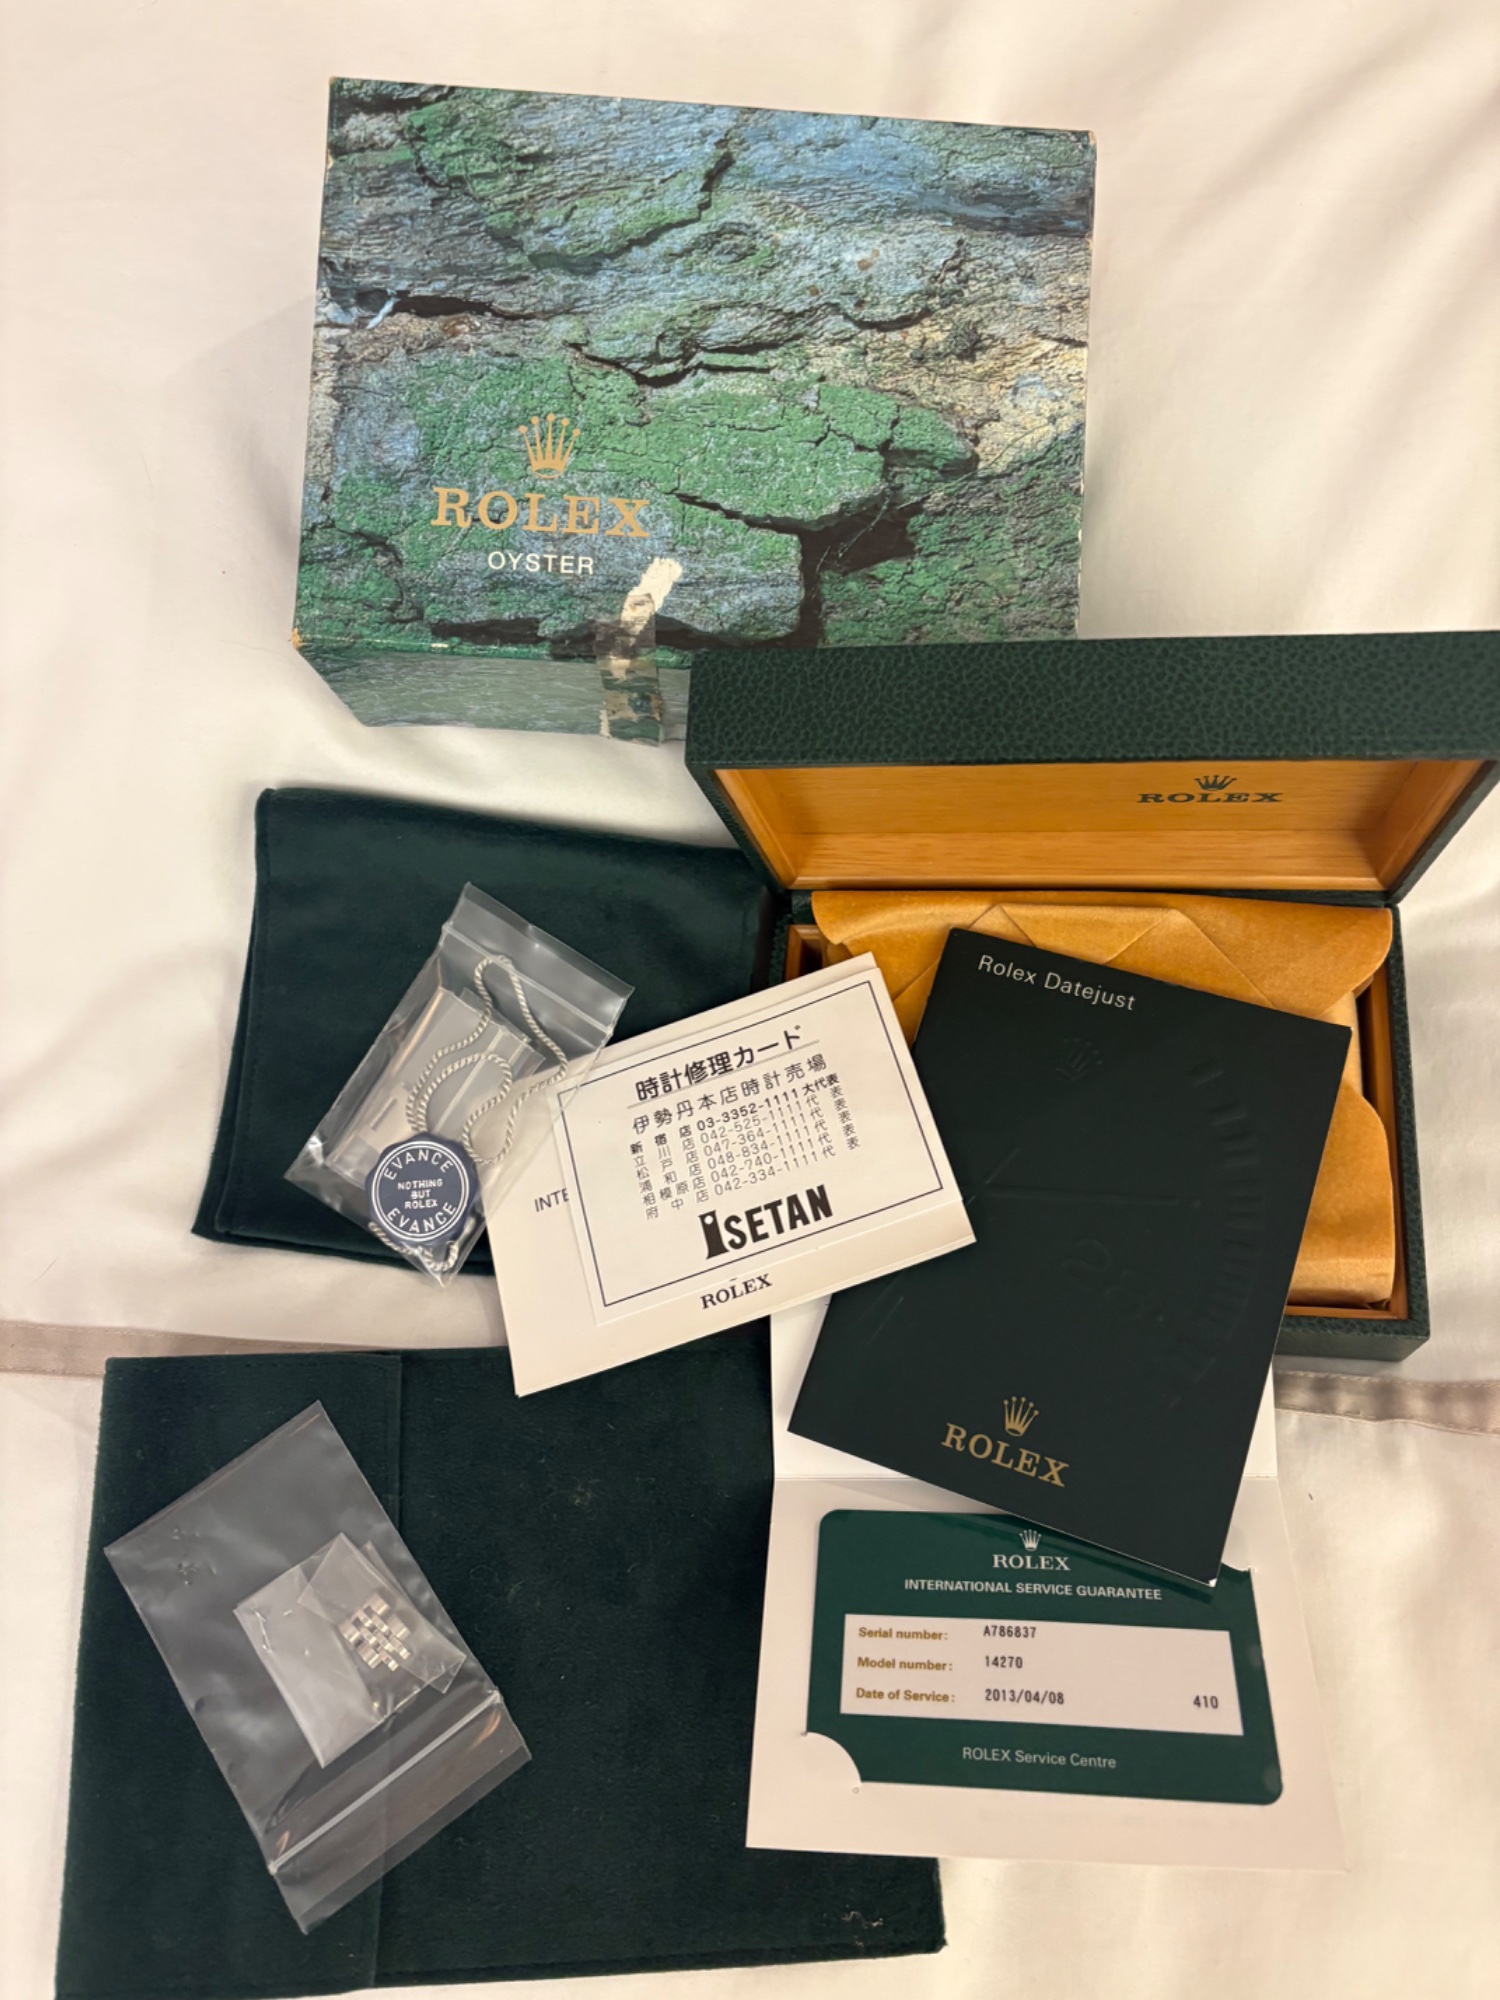 ROLEX
OYSTER
ROLEX
Rolex Datejust
ROLEX
EVANCE
NOTHING
BUT
ROLEX
EVANCE
INTE
時計修理カード
伊勢丹本店時計売場
新宿店 03-3352-1111 大代表
立川店 042-525-1111 代表
松戸店 047-364-1111 代表
浦和店 048-834-1111 代表
相模原店 042-740-1111 代表
府中店 042-334-1111 代表
ISETAN
ROLEX
ROLEX
INTERNATIONAL SERVICE GUARANTEE
Serial number: A786837
Model number: 14270
Date of Service: 2013/04/08 410
ROLEX Service Centre